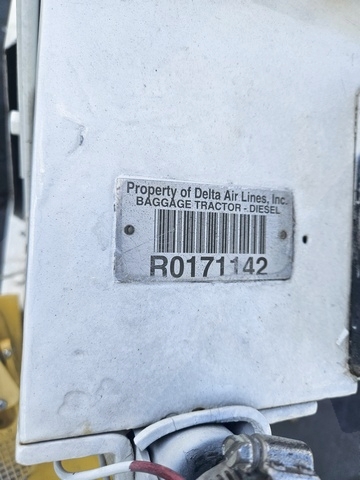 Property of Delta Air Lines, Inc.
BAGGAGE TRACTOR - DIESEL
R0171142